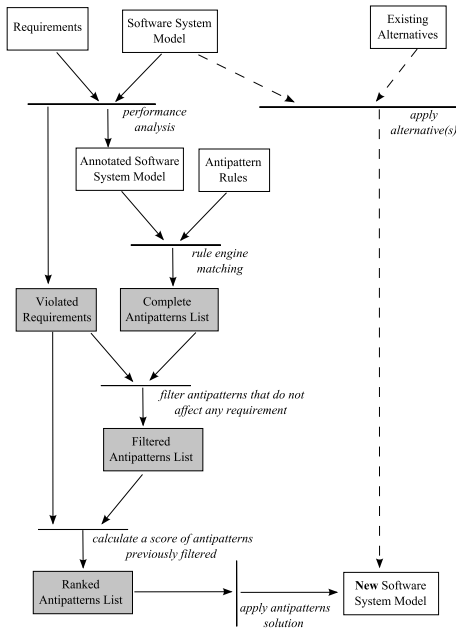 Requirements
Software System
Model
Existing
Alternatives
performance
analysis
apply
alternative(s)
Annotated Software
System Model
Antipattern
Rules
rule engine
matching
Violated
Requirements
Complete
Antipatterns List
filter antipatterns that do not
affect any requirement
Filtered
Antipatterns List
calculate a score of antipatterns
previously filtered
Ranked
Antipatterns List
apply antipatterns
solution
New Software
System Model